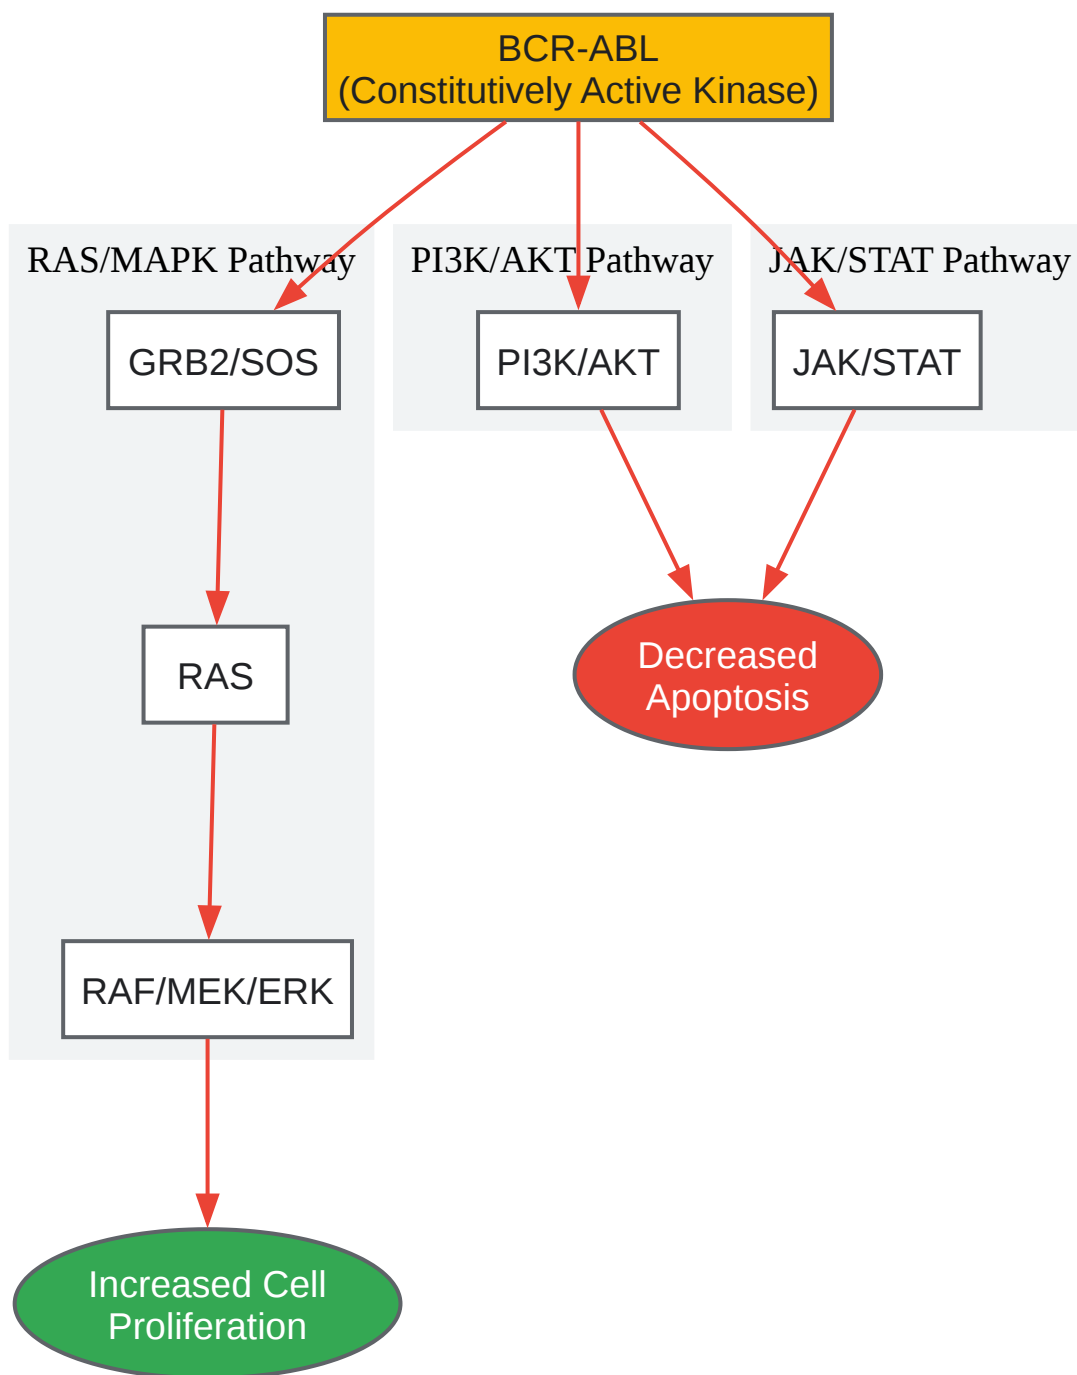 BCR-ABL
(Constitutively Active Kinase)
RAS/MAPK Pathway
PI3K/AKT Pathway
JAK/STAT Pathway
GRB2/SOS
PI3K/AKT
JAK/STAT
Decreased
Apoptosis
RAS
RAF/MEK/ERK
Increased Cell
Proliferation